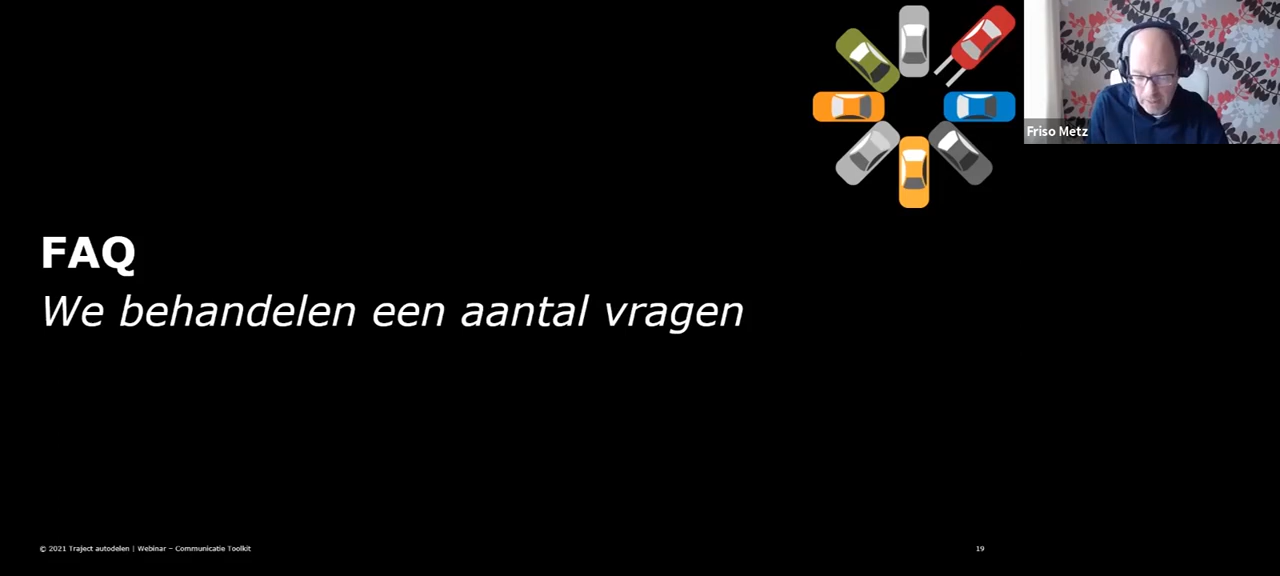 Friso Metz
FAQ
We behandelen een aantal vragen
© 2021 Traject autodelen | Webinar – Communicatie Toolkit
19